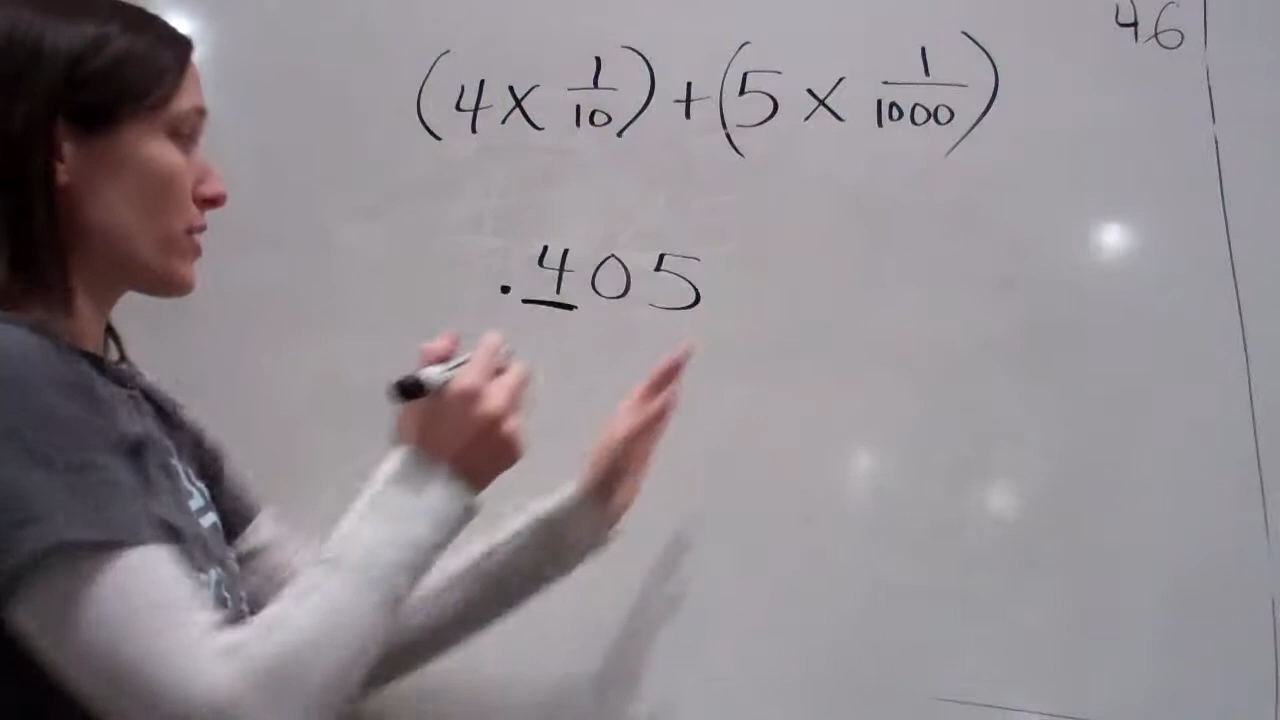 46
(4 × 1/10) + (5 × 1/1000)
.405